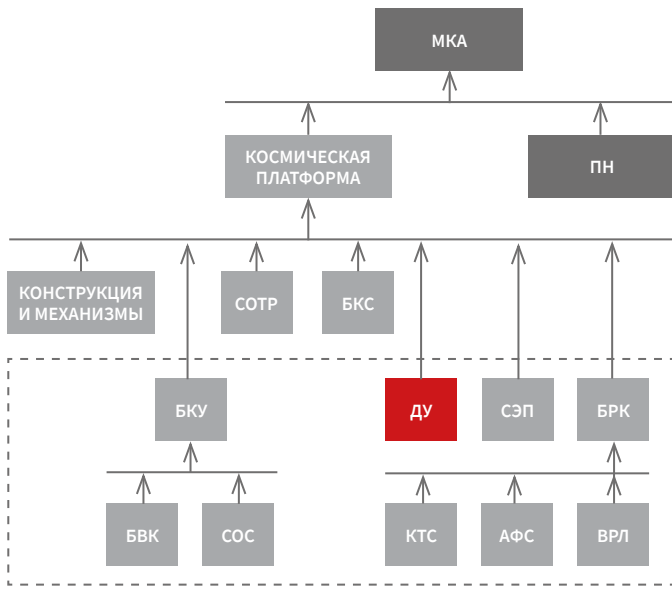 МКА
КОСМИЧЕСКАЯ
ПЛАТФОРМА
ПН
КОНСТРУКЦИЯ
И МЕХАНИЗМЫ
СОТР
БКС
БКУ
ДУ
СЭП
БРК
БВК
СОС
КТС
АФС
ВРЛ